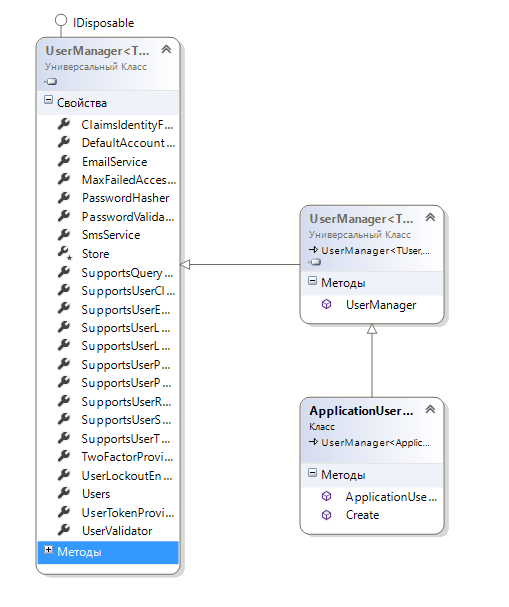 IDisposable
UserManager<T...
Универсальный Класс
Свойства
ClaimsIdentityF...
DefaultAccount...
EmailService
MaxFailedAcces...
PasswordHasher
PasswordValida...
SmsService
Store
SupportsQuery...
SupportsUserCl...
SupportsUserE...
SupportsUserL...
SupportsUserL...
SupportsUserP...
SupportsUserP...
SupportsUserR...
SupportsUserS...
SupportsUserT...
TwoFactorProvi...
UserLockoutEn...
Users
UserTokenProvi...
UserValidator
Методы
UserManager<T...
Универсальный Класс
UserManager<TUser,...
Методы
UserManager
ApplicationUser...
Класс
UserManager<Applic...
Методы
ApplicationUse...
Create